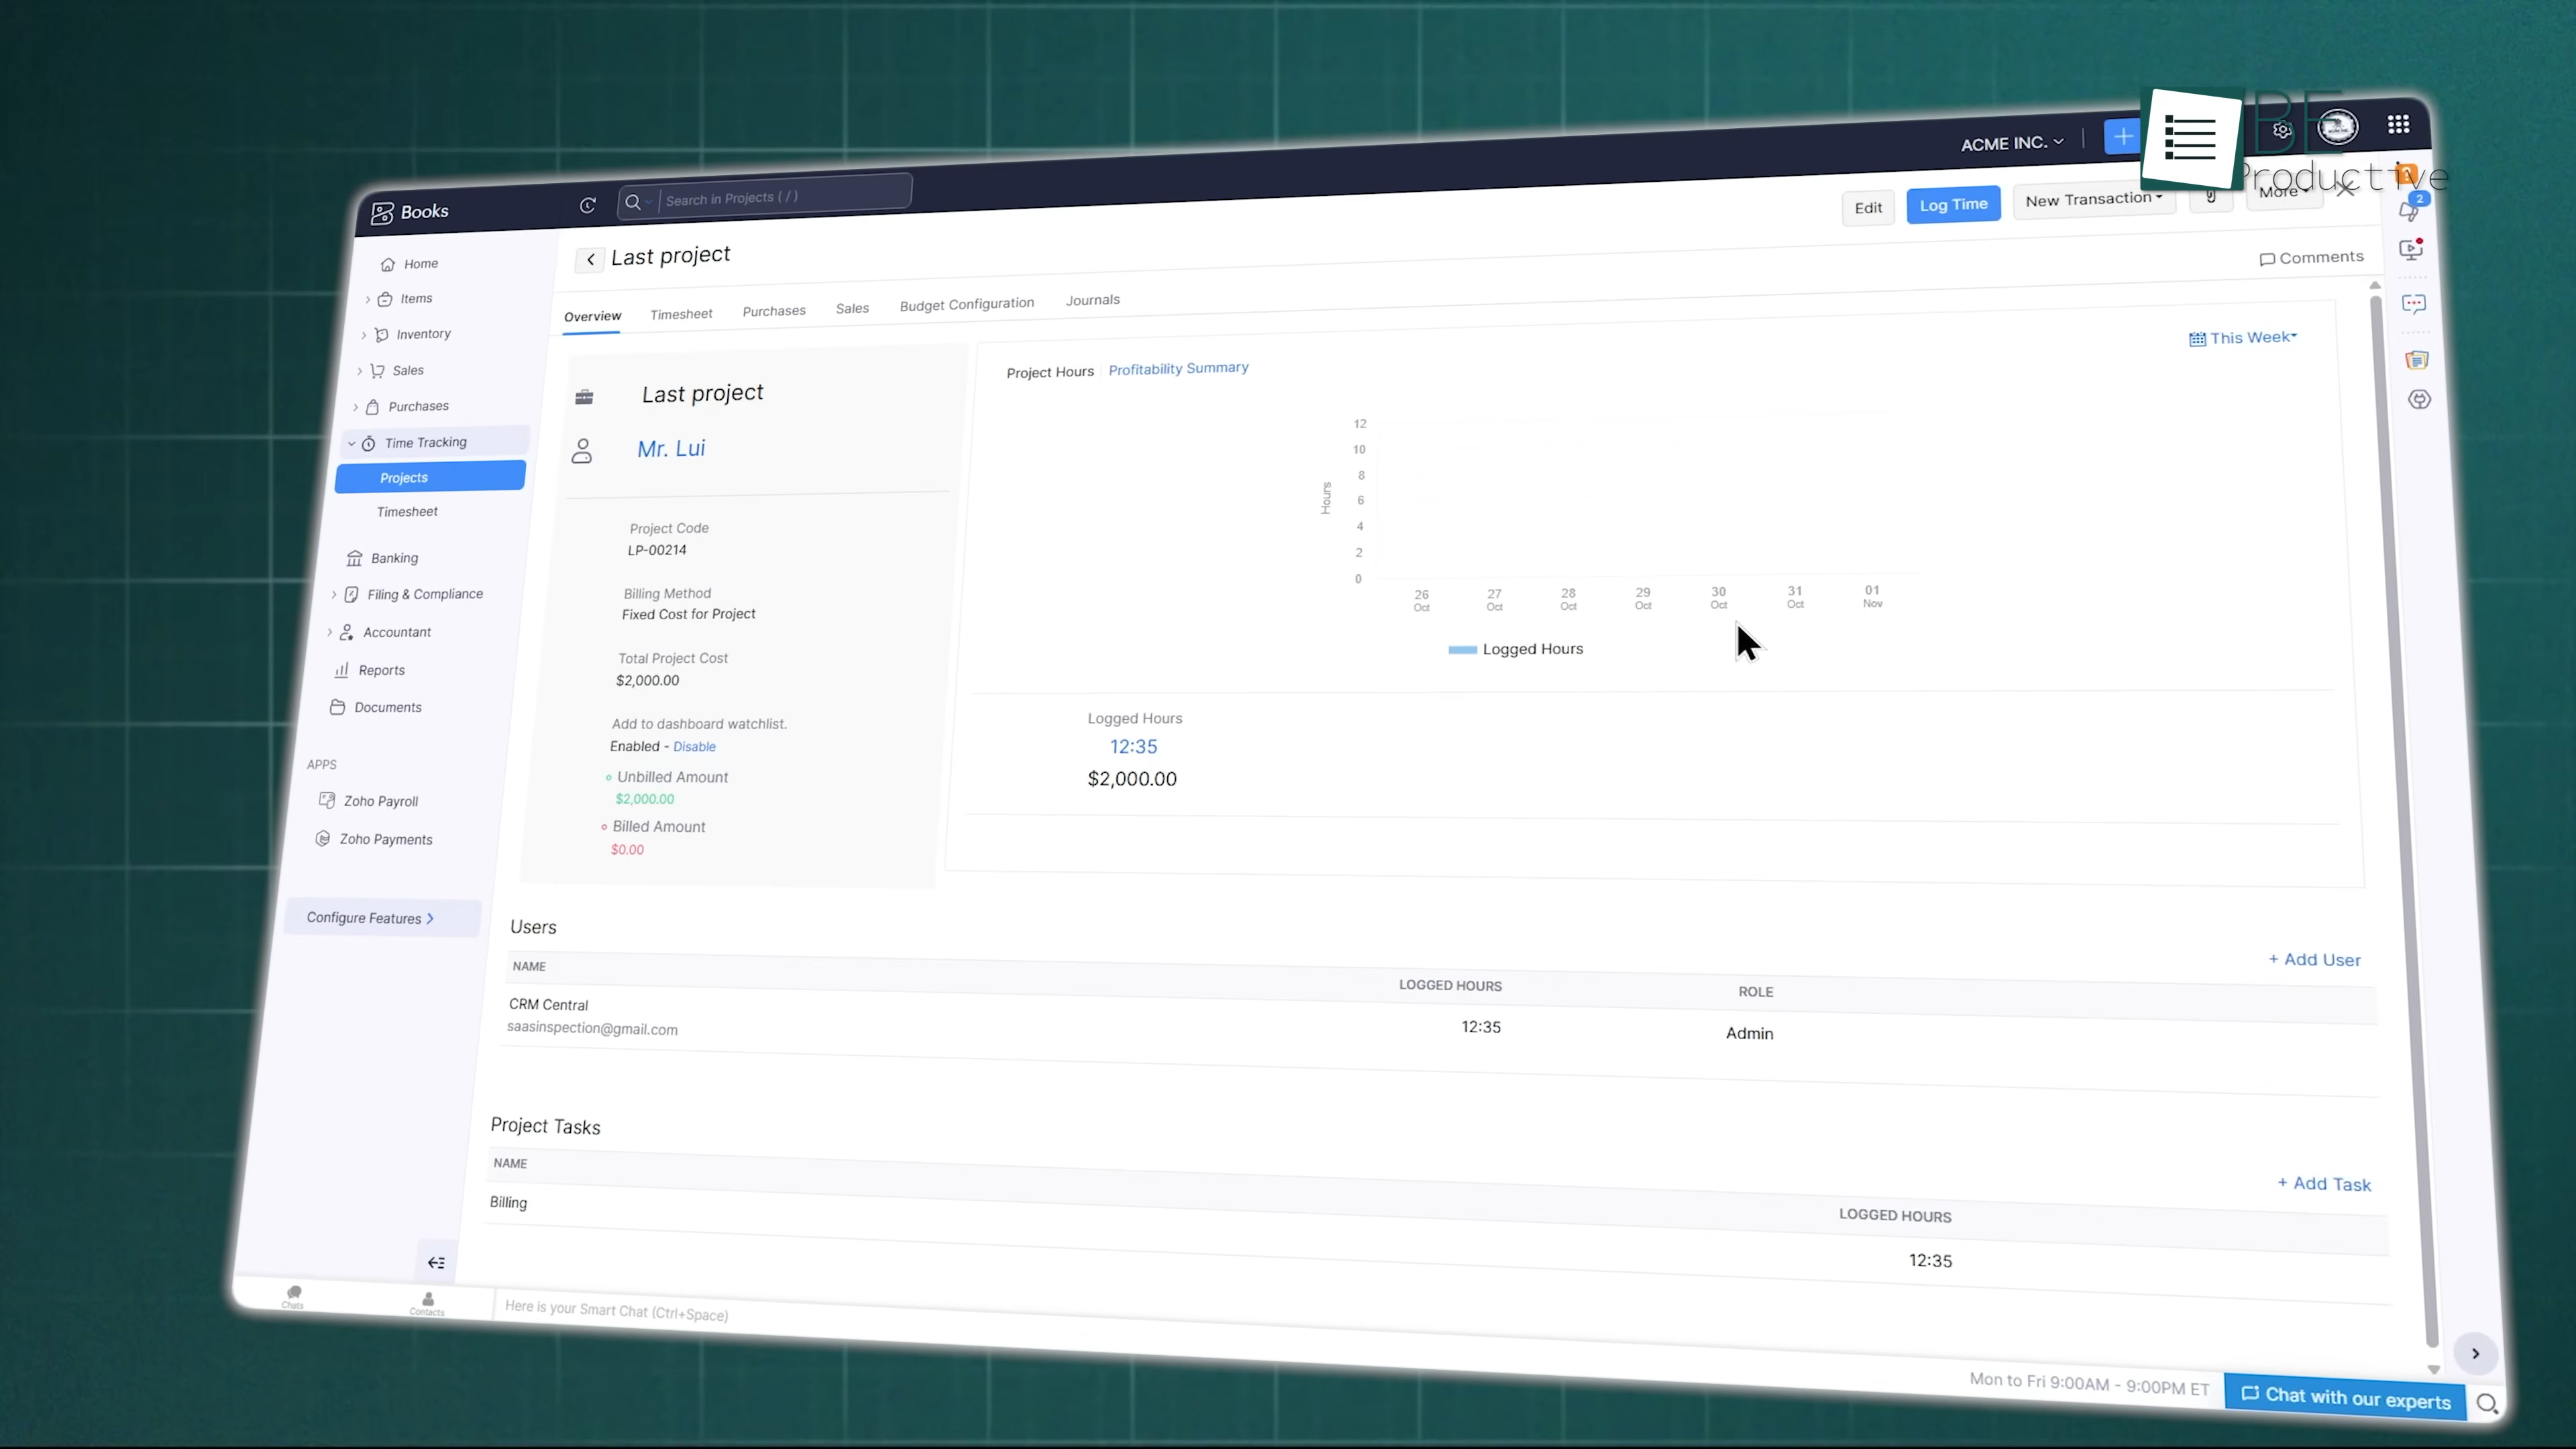 BE
Productive
Books
Search in Projects ( / )
ACME INC.
Last project
Edit
Log Time
New Transaction
More
2
Comments
Home
Items
Inventory
Sales
Purchases
Time Tracking
Projects
Timesheet
Banking
Filing & Compliance
Accountant
Reports
Documents
APPS
Zoho Payroll
Zoho Payments
Configure Features
Overview
Timesheet
Purchases
Sales
Budget Configuration
Journals
Last project
Mr. Lui
Project Code
LP-00214
Billing Method
Fixed Cost for Project
Total Project Cost
$2,000.00
Add to dashboard watchlist.
Enabled - Disable
Unbilled Amount
$2,000.00
Billed Amount
$0.00
Project Hours
Profitability Summary
This Week
Hours
12
10
8
6
4
2
0
26 Oct
27 Oct
28 Oct
29 Oct
30 Oct
31 Oct
01 Nov
Logged Hours
Logged Hours
12:35
$2,000.00
Users
+ Add User
NAME
LOGGED HOURS
ROLE
CRM Central
saasinspection@gmail.com
12:35
Admin
Project Tasks
+ Add Task
NAME
LOGGED HOURS
Billing
12:35
Chats
Contacts
Here is your Smart Chat (Ctrl+Space)
Mon to Fri 9:00AM - 9:00PM ET
Chat with our experts